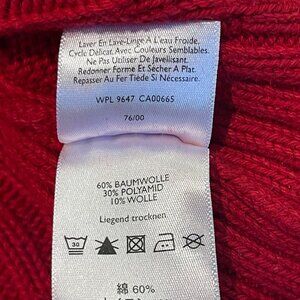 Laver En Lave-Linge A L'eau Froide,
Cycle Délicat, Avec Couleurs Semblables.
Ne Pas Utiliser De Javellisant.
Redonner Forme Et Sécher A Plat.
Repasser Au Fer Tiède Si Nécessaire.
WPL 9647 CA00665
76/00
60% BAUMWOLLE
30% POLYAMID
10% WOLLE
Liegend trocknen
30
綿 60%